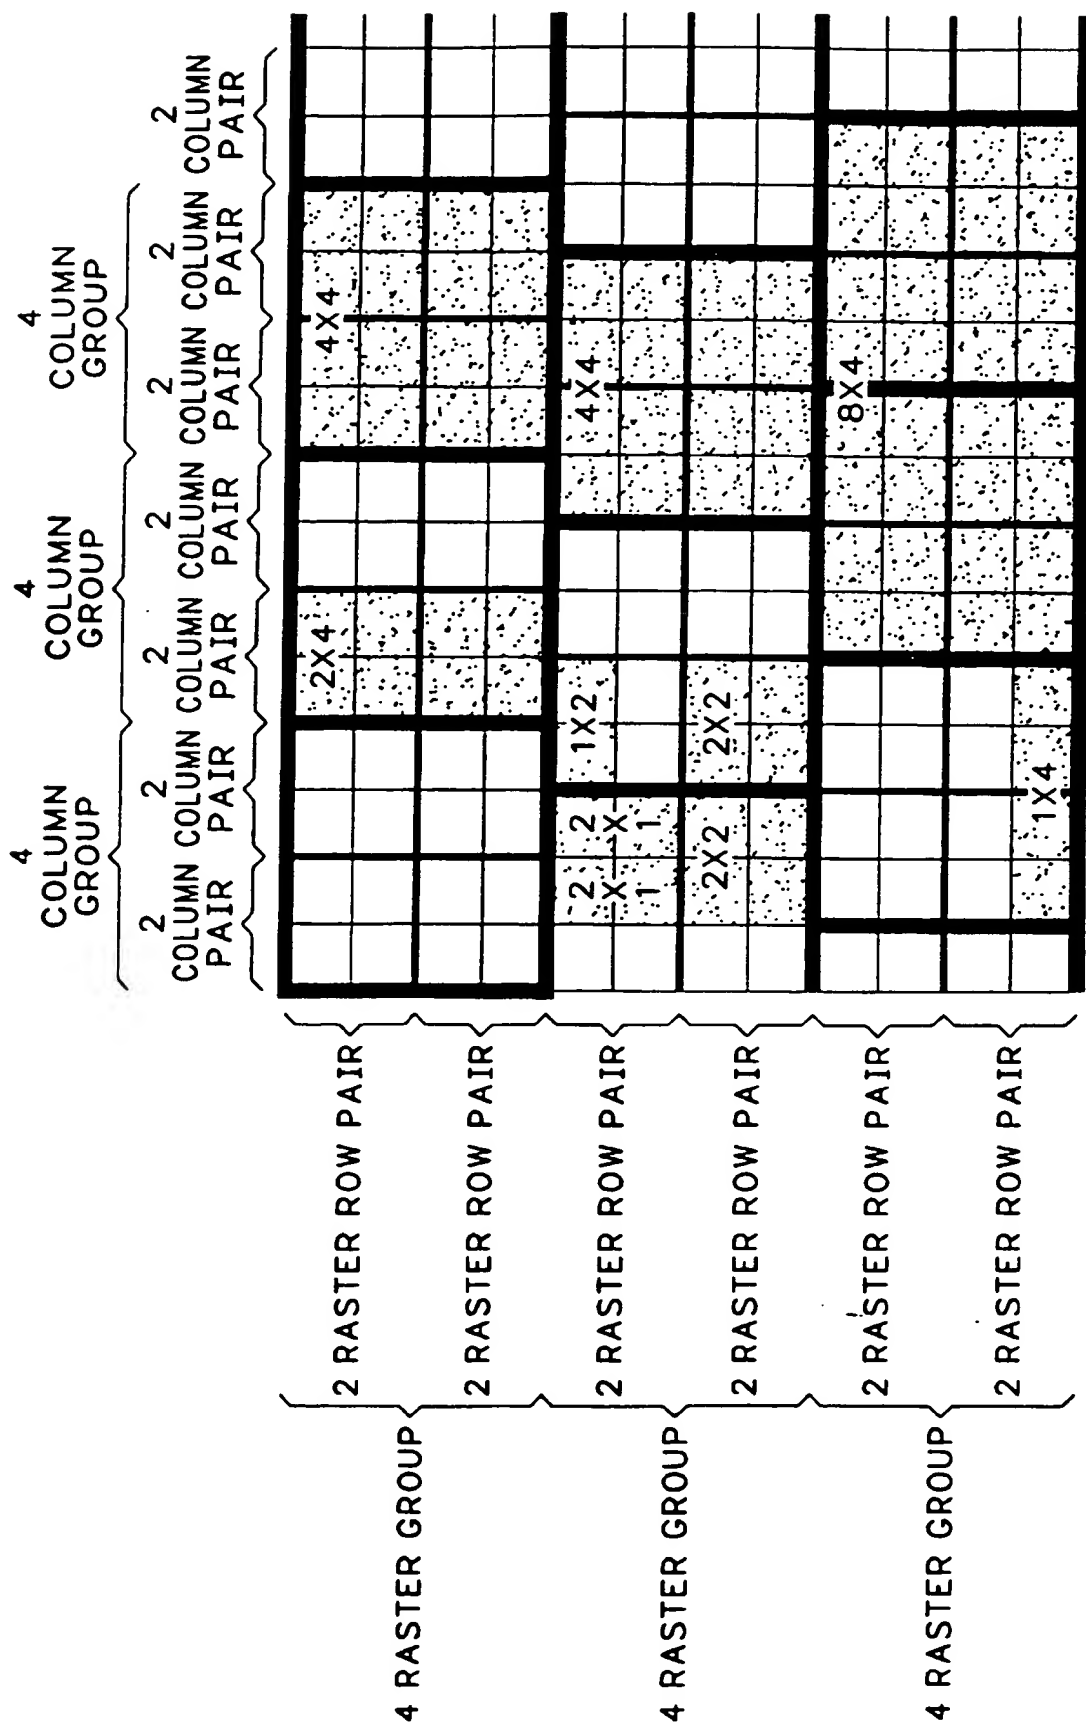 4 4 4
COLUMN COLUMN COLUMN
GROUP GROUP GROUP
2 2 2 2 2 2 2
COLUMN COLUMN COLUMN COLUMN COLUMN COLUMN COLUMN
PAIR PAIR PAIR PAIR PAIR PAIR PAIR
2 RASTER ROW PAIR
2X4
4X4
4 RASTER GROUP
2 RASTER ROW PAIR
2 RASTER ROW PAIR
2
X
1
2
X
1
1X2
4X4
4 RASTER GROUP
2 RASTER ROW PAIR
2X2
2X2
2 RASTER ROW PAIR
8X4
4 RASTER GROUP
2 RASTER ROW PAIR
1X4